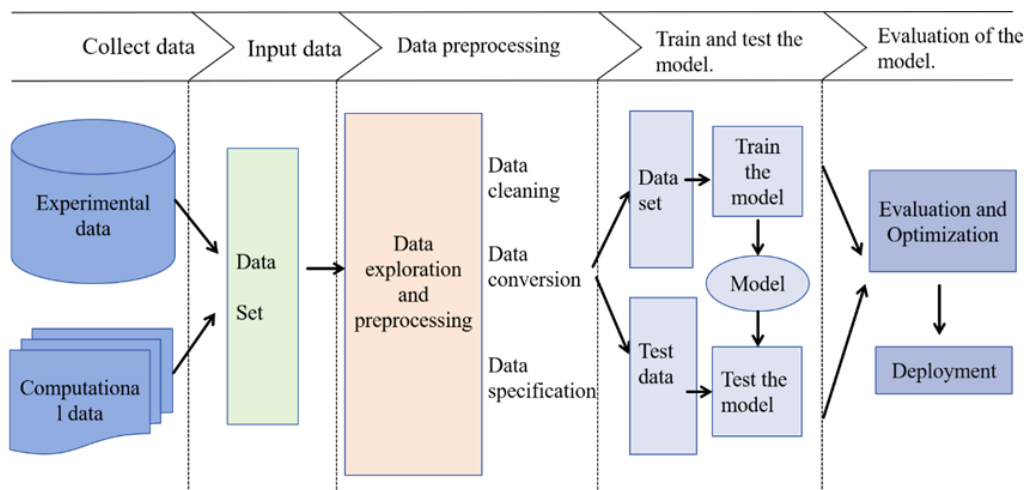 Collect data
Input data
Data preprocessing
Train and test the
model.
Evaluation of the
model.
Experimental
data
Computationa
l data
Data
Set
Data
exploration
and
preprocessing
Data
cleaning
Data
conversion
Data
specification
Data
set
Train
the
model
Model
Test
data
Test the
model
Evaluation and
Optimization
Deployment